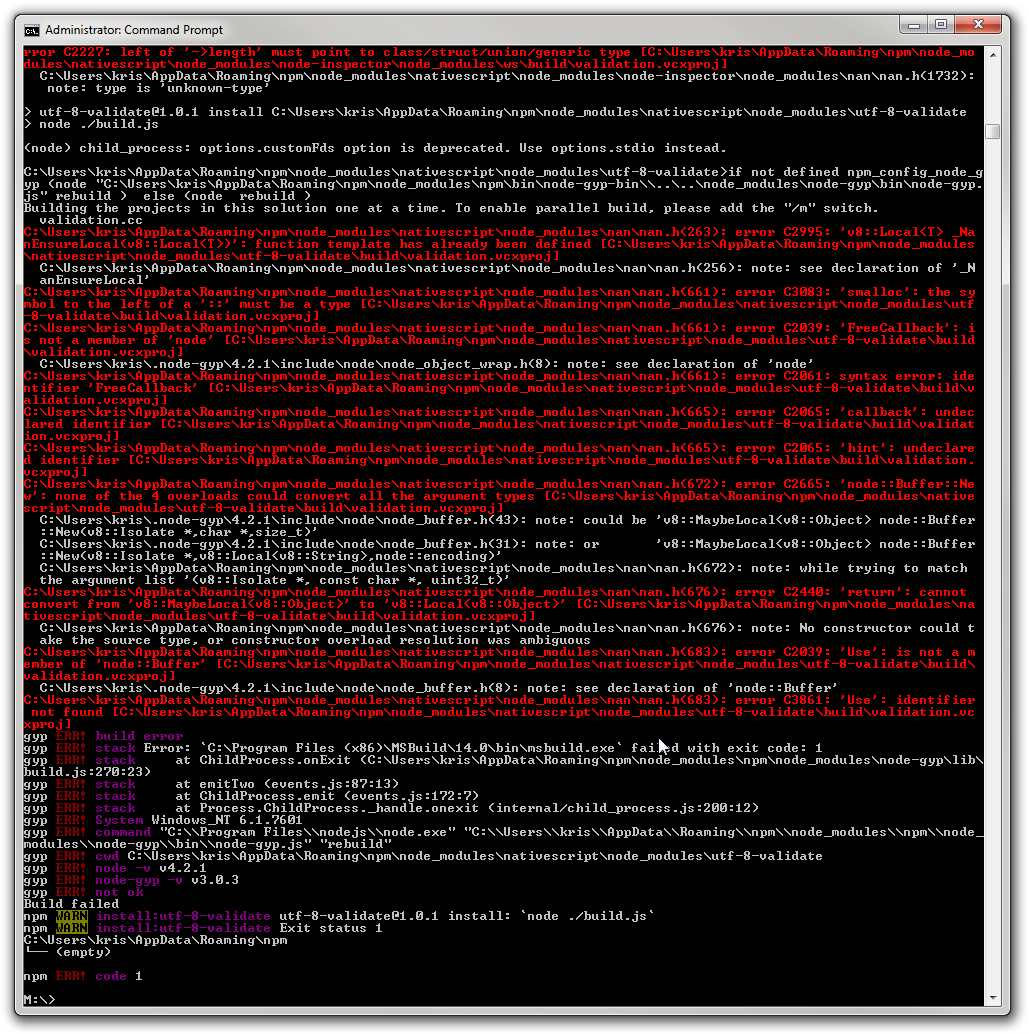 Administrator: Command Prompt
rror C2227: left of '->length' must point to class/struct/union/generic type [C:\Users\kris\AppData\Roaming\npm\node_mo
dules\nativescript\node_modules\node-inspector\node_modules\ws\build\validation.vcxproj]
  C:\Users\kris\AppData\Roaming\npm\node_modules\nativescript\node_modules\node-inspector\node_modules\nan\nan.h(1732):
   note: type is 'unknown-type'
> utf-8-validate@1.0.1 install C:\Users\kris\AppData\Roaming\npm\node_modules\nativescript\node_modules\utf-8-validate
> node ./build.js
(node) child_process: options.customFds option is deprecated. Use options.stdio instead.
C:\Users\kris\AppData\Roaming\npm\node_modules\nativescript\node_modules\utf-8-validate>if not defined npm_config_node_g
yp (node "C:\Users\kris\AppData\Roaming\npm\node_modules\npm\bin\node-gyp-bin\\..\..\node_modules\node-gyp\bin\node-gyp.
js" rebuild )  else (node  rebuild )
Building the projects in this solution one at a time. To enable parallel build, please add the "/m" switch.
  validation.cc
C:\Users\kris\AppData\Roaming\npm\node_modules\nativescript\node_modules\nan\nan.h(263): error C2995: 'v8::Local<T> _Na
nEnsureLocal(v8::Local<T>)': function template has already been defined [C:\Users\kris\AppData\Roaming\npm\node_modules
\nativescript\node_modules\utf-8-validate\build\validation.vcxproj]
  C:\Users\kris\AppData\Roaming\npm\node_modules\nativescript\node_modules\nan\nan.h(256): note: see declaration of '_N
  anEnsureLocal'
C:\Users\kris\AppData\Roaming\npm\node_modules\nativescript\node_modules\nan\nan.h(661): error C3083: 'smalloc': the sy
mbol to the left of a '::' must be a type [C:\Users\kris\AppData\Roaming\npm\node_modules\nativescript\node_modules\utf
-8-validate\build\validation.vcxproj]
C:\Users\kris\AppData\Roaming\npm\node_modules\nativescript\node_modules\nan\nan.h(661): error C2039: 'FreeCallback': i
s not a member of 'node' [C:\Users\kris\AppData\Roaming\npm\node_modules\nativescript\node_modules\utf-8-validate\build
\validation.vcxproj]
  C:\Users\kris\.node-gyp\4.2.1\include\node\node_object_wrap.h(8): note: see declaration of 'node'
C:\Users\kris\AppData\Roaming\npm\node_modules\nativescript\node_modules\nan\nan.h(661): error C2061: syntax error: ide
ntifier 'FreeCallback' [C:\Users\kris\AppData\Roaming\npm\node_modules\nativescript\node_modules\utf-8-validate\build\v
alidation.vcxproj]
C:\Users\kris\AppData\Roaming\npm\node_modules\nativescript\node_modules\nan\nan.h(665): error C2065: 'callback': undec
lared identifier [C:\Users\kris\AppData\Roaming\npm\node_modules\nativescript\node_modules\utf-8-validate\build\validat
ion.vcxproj]
C:\Users\kris\AppData\Roaming\npm\node_modules\nativescript\node_modules\nan\nan.h(665): error C2065: 'hint': undeclare
d identifier [C:\Users\kris\AppData\Roaming\npm\node_modules\nativescript\node_modules\utf-8-validate\build\validation.
vcxproj]
C:\Users\kris\AppData\Roaming\npm\node_modules\nativescript\node_modules\nan\nan.h(672): error C2665: 'node::Buffer::Ne
w': none of the 4 overloads could convert all the argument types [C:\Users\kris\AppData\Roaming\npm\node_modules\native
script\node_modules\utf-8-validate\build\validation.vcxproj]
  C:\Users\kris\.node-gyp\4.2.1\include\node\node_buffer.h(43): note: could be 'v8::MaybeLocal<v8::Object> node::Buffer
  ::New(v8::Isolate *,char *,size_t)'
  C:\Users\kris\.node-gyp\4.2.1\include\node\node_buffer.h(31): note: or       'v8::MaybeLocal<v8::Object> node::Buffer
  ::New(v8::Isolate *,v8::Local<v8::String>,node::encoding)'
  C:\Users\kris\AppData\Roaming\npm\node_modules\nativescript\node_modules\nan\nan.h(672): note: while trying to match
  the argument list '(v8::Isolate *, const char *, uint32_t)'
C:\Users\kris\AppData\Roaming\npm\node_modules\nativescript\node_modules\nan\nan.h(676): error C2440: 'return': cannot
convert from 'v8::MaybeLocal<v8::Object>' to 'v8::Local<v8::Object>' [C:\Users\kris\AppData\Roaming\npm\node_modules\na
tivescript\node_modules\utf-8-validate\build\validation.vcxproj]
  C:\Users\kris\AppData\Roaming\npm\node_modules\nativescript\node_modules\nan\nan.h(676): note: No constructor could t
  ake the source type, or constructor overload resolution was ambiguous
C:\Users\kris\AppData\Roaming\npm\node_modules\nativescript\node_modules\nan\nan.h(683): error C2039: 'Use': is not a m
ember of 'node::Buffer' [C:\Users\kris\AppData\Roaming\npm\node_modules\nativescript\node_modules\utf-8-validate\build\
validation.vcxproj]
  C:\Users\kris\.node-gyp\4.2.1\include\node\node_buffer.h(8): note: see declaration of 'node::Buffer'
C:\Users\kris\AppData\Roaming\npm\node_modules\nativescript\node_modules\nan\nan.h(683): error C3861: 'Use': identifier
 not found [C:\Users\kris\AppData\Roaming\npm\node_modules\nativescript\node_modules\utf-8-validate\build\validation.vc
xproj]
gyp ERR! build error
gyp ERR! stack Error: `C:\Program Files (x86)\MSBuild\14.0\bin\msbuild.exe` failed with exit code: 1
gyp ERR! stack     at ChildProcess.onExit (C:\Users\kris\AppData\Roaming\npm\node_modules\npm\node_modules\node-gyp\lib\
build.js:270:23)
gyp ERR! stack     at emitTwo (events.js:87:13)
gyp ERR! stack     at ChildProcess.emit (events.js:172:7)
gyp ERR! stack     at Process.ChildProcess._handle.onexit (internal/child_process.js:200:12)
gyp ERR! System Windows_NT 6.1.7601
gyp ERR! command "C:\\Program Files\\nodejs\\node.exe" "C:\\Users\\kris\\AppData\\Roaming\\npm\\node_modules\\npm\\node_
modules\\node-gyp\\bin\\node-gyp.js" "rebuild"
gyp ERR! cwd C:\Users\kris\AppData\Roaming\npm\node_modules\nativescript\node_modules\utf-8-validate
gyp ERR! node -v v4.2.1
gyp ERR! node-gyp -v v3.0.3
gyp ERR! not ok
Build failed
npm WARN install:utf-8-validate utf-8-validate@1.0.1 install: `node ./build.js`
npm WARN install:utf-8-validate Exit status 1
C:\Users\kris\AppData\Roaming\npm
└── (empty)
npm ERR! code 1
M:\>